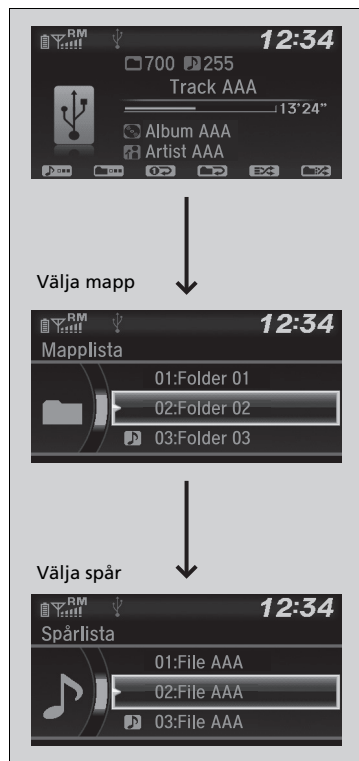 RM 12:34
700 255
Track AAA
13'24"
Album AAA
Artist AAA
Välja mapp
RM 12:34
Mapplista
01:Folder 01
02:Folder 02
03:Folder 03
Välja spår
RM 12:34
Spårlista
01:File AAA
02:File AAA
03:File AAA